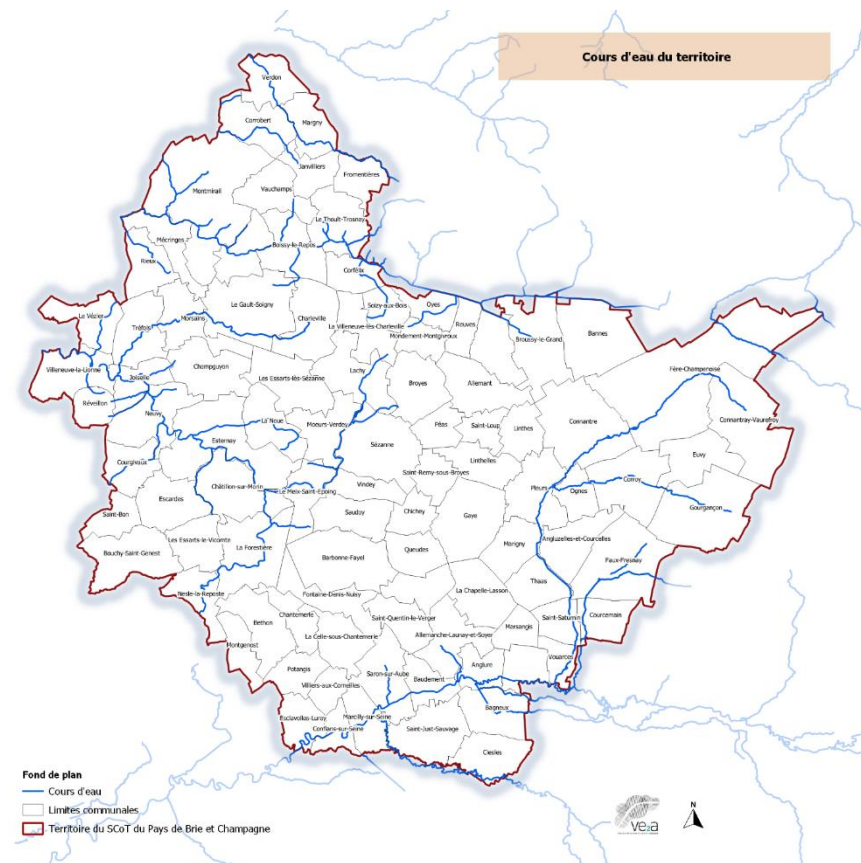 Cours d'eau du territoire
Verdon
Corrobert
Margny
Janvilliers
Fromentières
Montmirail
Vauchamps
Le Thoult-Trosnay
Mécringes
Boissy-le-Repos
Rieux
Corfélix
Le Gault-Soigny
Charleville
Soizy-aux-Bois
Oyes
La Villeneuve-lès-Charleville
Reuves
Broussy-le-Grand
Bannes
Le Vézier
Tréfols
Morsains
Mondement-Montgivroux
Villeneuve-la-Lionne
Joiselle
Champguyon
Les Essarts-lès-Sézanne
Lachy
Broyes
Allemant
Fère-Champenoise
Réveillon
Neuvy
La Noue
Moeurs-Verdey
Péas
Saint-Loup
Linthes
Connantre
Connantray-Vaurefroy
Esternay
Sézanne
Linthelles
Euvy
Courgivaux
Saint-Remy-sous-Broyes
Châtillon-sur-Morin
Le Meix-Saint-Epoing
Vindey
Pleurs
Ognes
Corroy
Escardes
Saint-Bon
Saudoy
Chichey
Gaye
Gourgançon
Les Essarts-le-Vicomte
La Forestière
Bouchy-Saint-Genest
Barbonne-Fayel
Queudes
Marigny
Angluzelles-et-Courcelles
Faux-Fresnay
Thaas
Nesle-la-Reposte
Fontaine-Denis-Nuisy
La Chapelle-Lasson
Chantemerle
Saint-Quentin-le-Verger
Marsangis
Saint-Saturnin
Courcemain
Bethon
La Celle-sous-Chantemerle
Allemanche-Launay-et-Soyer
Montgenost
Potangis
Saron-sur-Aube
Baudement
Anglure
Vouarces
Villiers-aux-Corneilles
Esclavolles-Lurey
Marcilly-sur-Seine
Bagneux
Conflans-sur-Seine
Saint-Just-Sauvage
Clesles
Fond de plan
Cours d'eau
Limites communales
Territoire du SCoT du Pays de Brie et Champagne
ve2a
N